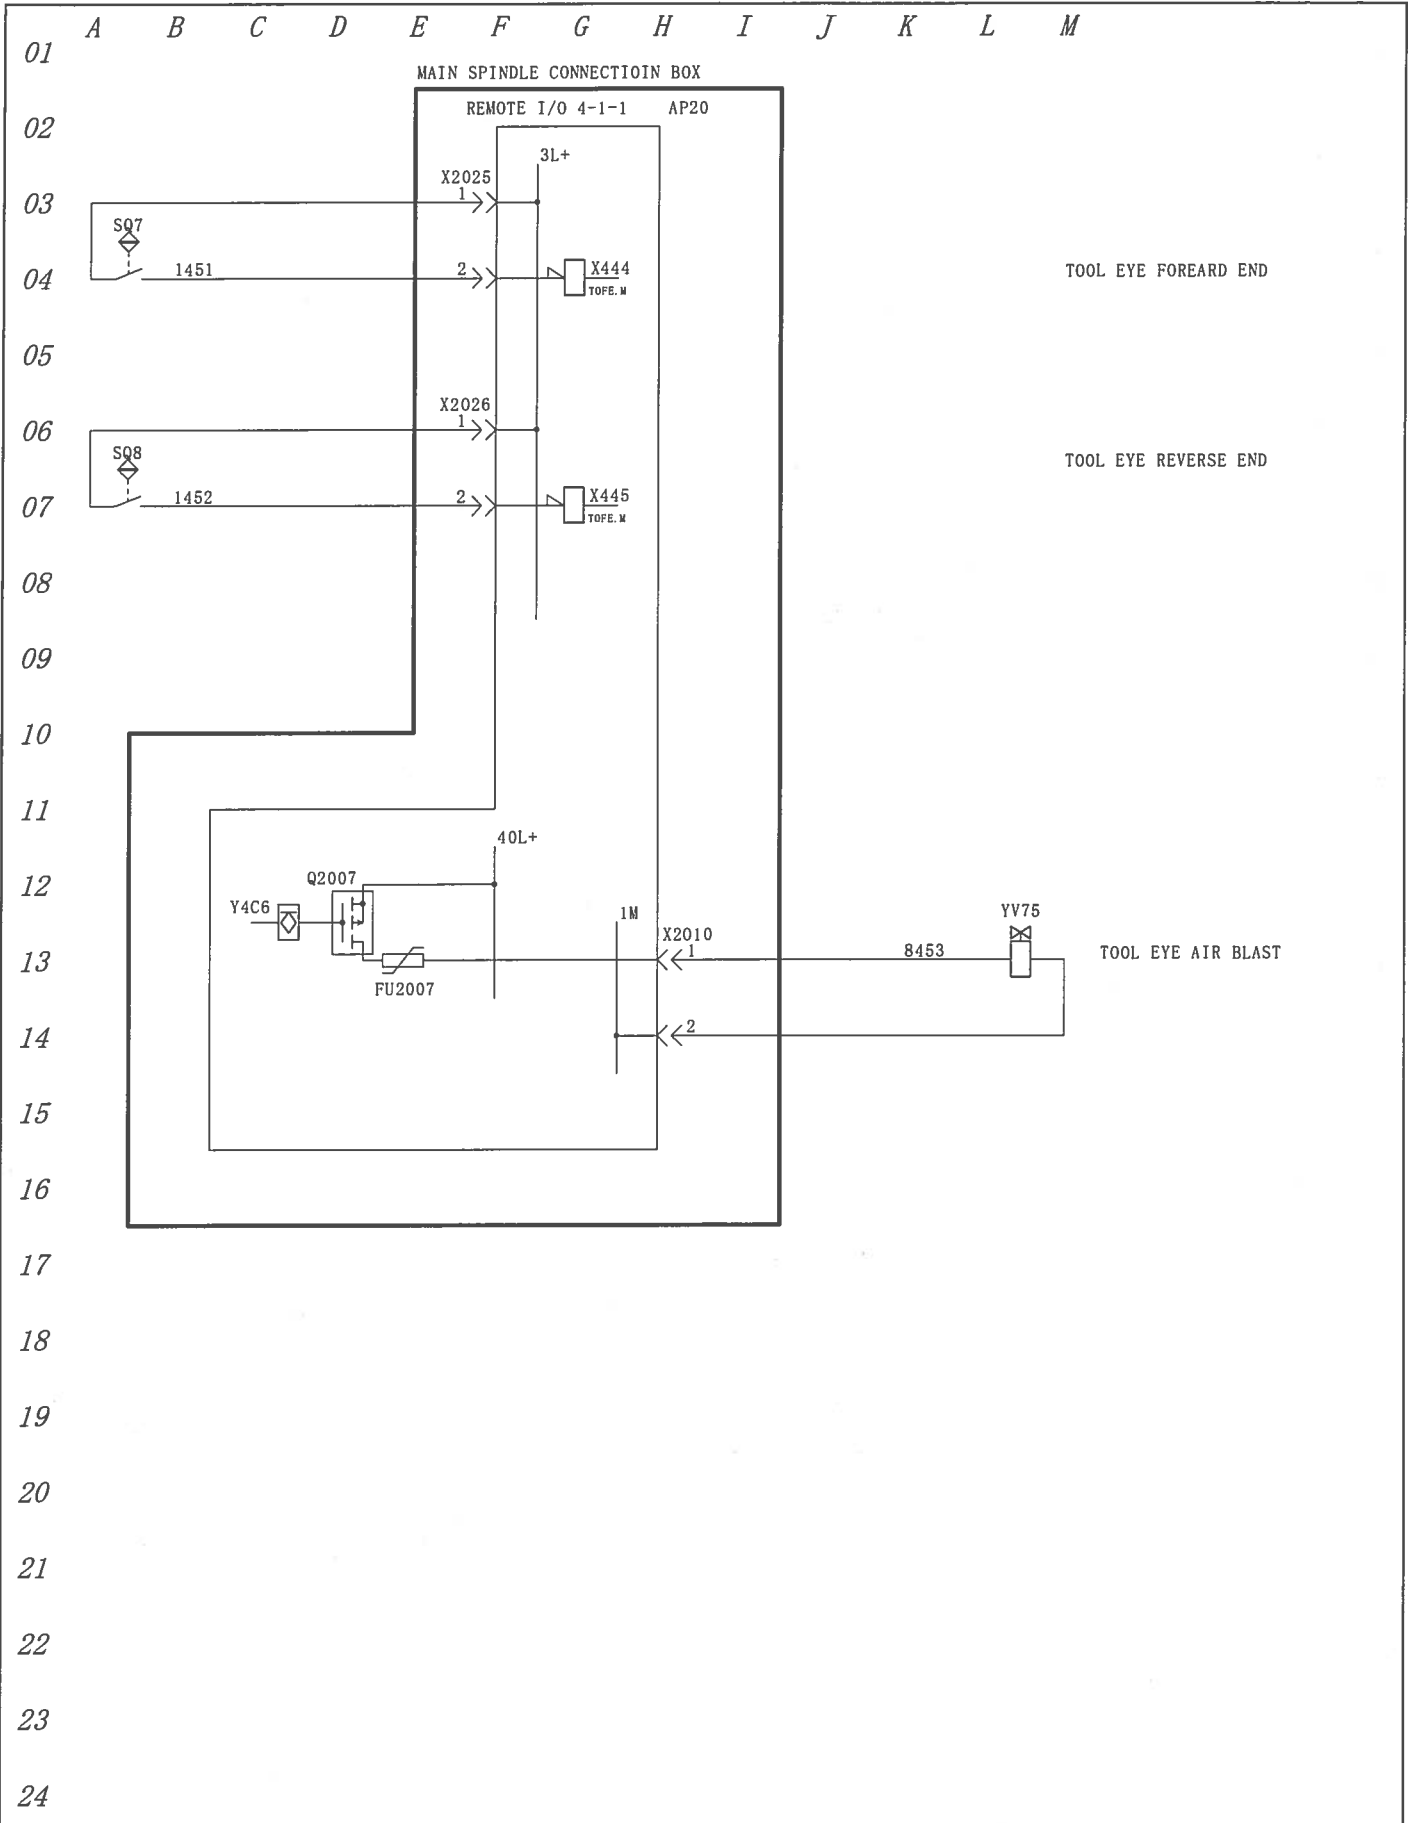 A B C D E F G H I J K L M
01
MAIN SPINDLE CONNECTIOIN BOX
REMOTE I/O 4-1-1 AP20
02
3L+
X2025
1
03
SQ7
1451
2
X444
TOFE.M
04
TOOL EYE FOREARD END
05
X2026
1
06
SQ8
TOOL EYE REVERSE END
1452
2
X445
TOFE.M
07
08
09
10
11
40L+
Q2007
12
Y4C6
1M
YV75
X2010
1
8453
13
TOOL EYE AIR BLAST
FU2007
2
14
15
16
17
18
19
20
21
22
23
24